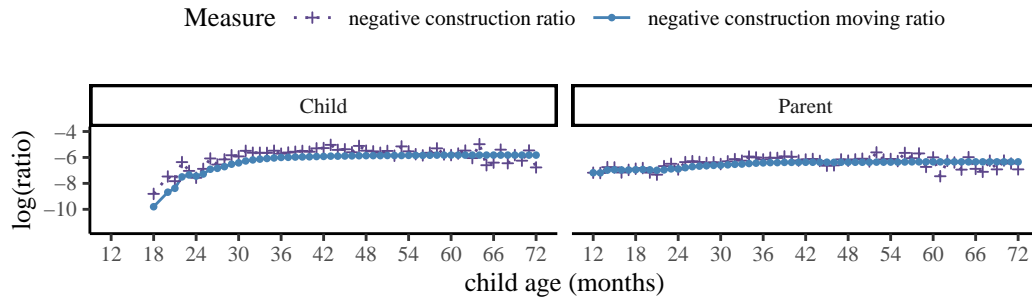 Measure negative construction ratio negative construction moving ratio
Child Parent
log(ratio)
−4
−6
−8
−10
12 18 24 30 36 42 48 54 60 66 72 12 18 24 30 36 42 48 54 60 66 72
child age (months)